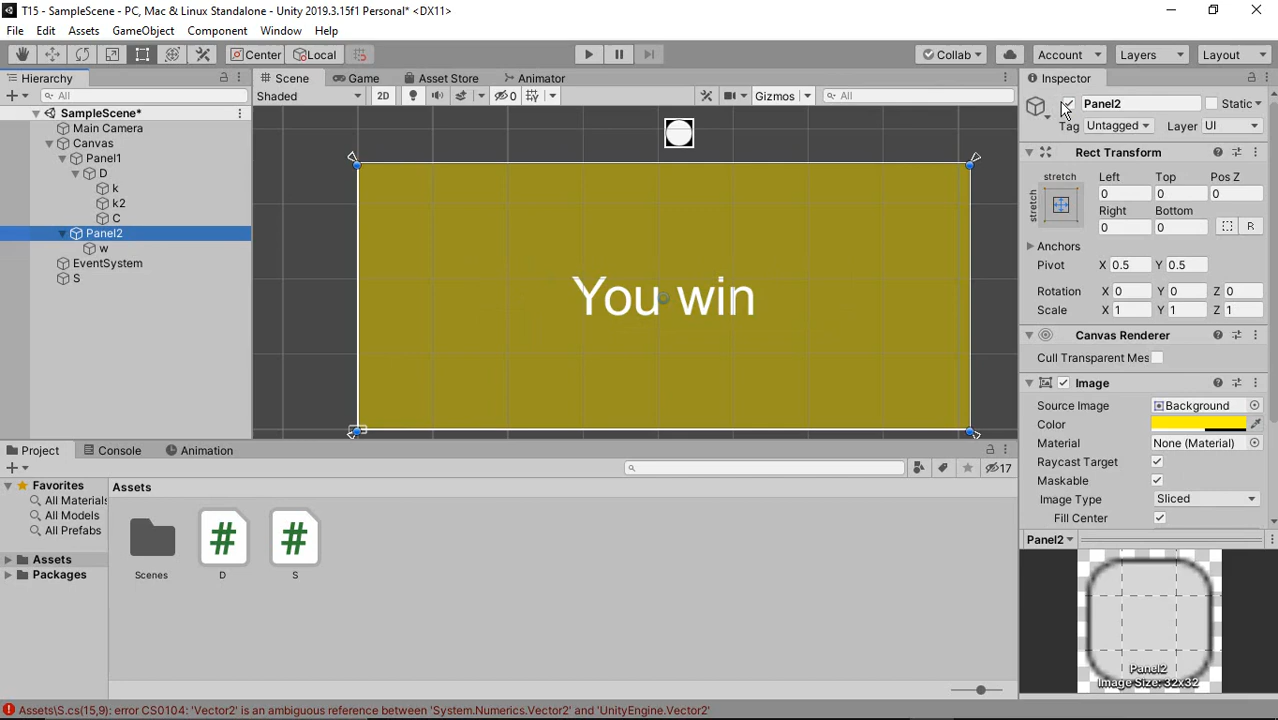 T15 - SampleScene - PC, Mac & Linux Standalone - Unity 2019.3.15f1 Personal* <DX11>
File Edit Assets GameObject Component Window Help
Center Local Collab Account Layers Layout
Hierarchy
All
SampleScene*
Main Camera
Canvas
Panel1
D
k
k2
C
Panel2
w
EventSystem
S
Scene Game Asset Store Animator
Shaded 2D 0 Gizmos All
You win
Inspector
Panel2 Static
Tag Untagged Layer UI
Rect Transform
stretch Left Top Pos Z
stretch 0 0 0
Right Bottom
0 0 R
Anchors
Pivot X 0.5 Y 0.5
Rotation X 0 Y 0 Z 0
Scale X 1 Y 1 Z 1
Canvas Renderer
Cull Transparent Mes
Image
Source Image Background
Color
Material None (Material)
Raycast Target
Maskable
Image Type Sliced
Fill Center
Panel2
Panel2
Image Size: 32x32
Project Console Animation
17
Favorites
All Materials
All Models
All Prefabs
Assets
Packages
Assets
Scenes
# D
# S
Assets\S.cs(15,9): error CS0104: 'Vector2' is an ambiguous reference between 'System.Numerics.Vector2' and 'UnityEngine.Vector2'